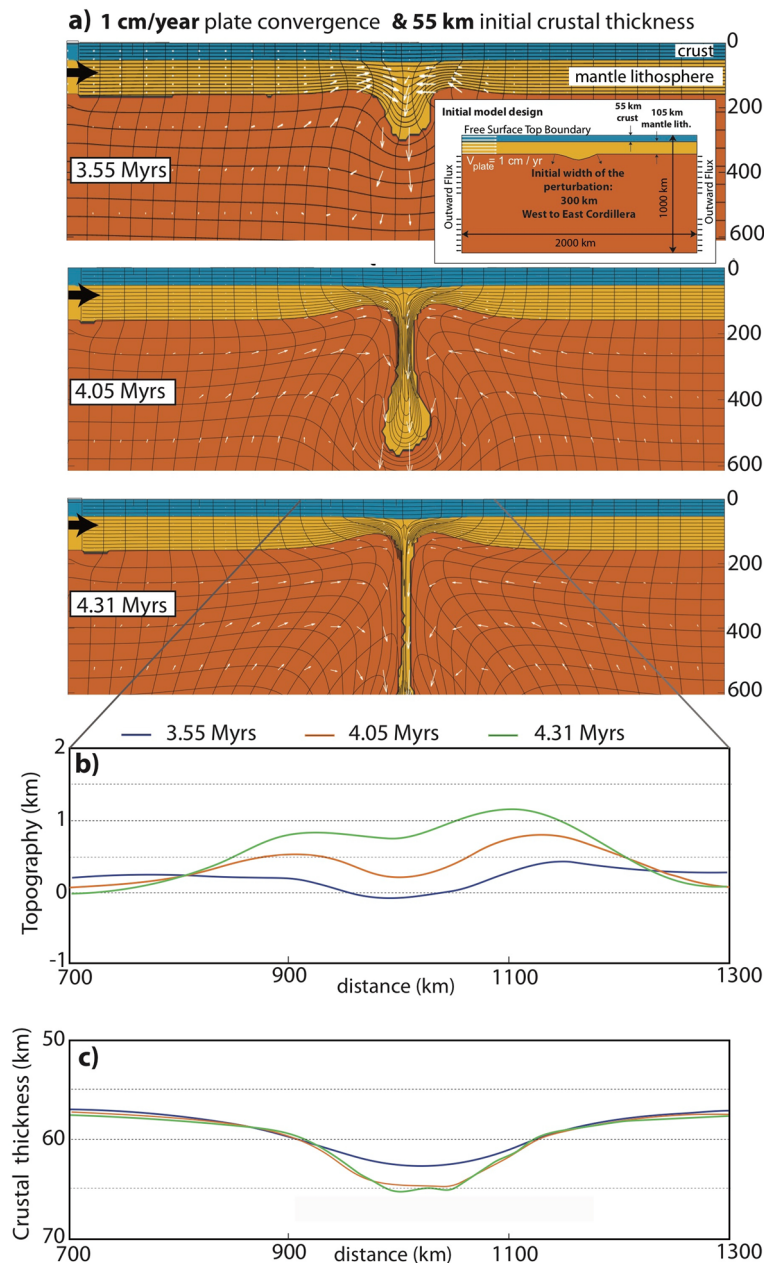 a) 1 cm/year plate convergence & 55 km initial crustal thickness
0
crust
mantle lithosphere
200
Initial model design
55 km
crust
105 km
mantle lith.
Free Surface Top Boundary
3.55 Myrs
Vplate= 1 cm / yr
400
Initial width of the
perturbation:
300 km
West to East Cordillera
Outward Flux
1000 km
Outward Flux
2000 km
600
0
200
4.05 Myrs
400
600
0
200
4.31 Myrs
400
600
3.55 Myrs
4.05 Myrs
4.31 Myrs
b)
Topography (km)
2
1
0
-1
700
900
1100
1300
distance (km)
c)
Crustal thickness (km)
50
60
70
700
900
1100
1300
distance (km)